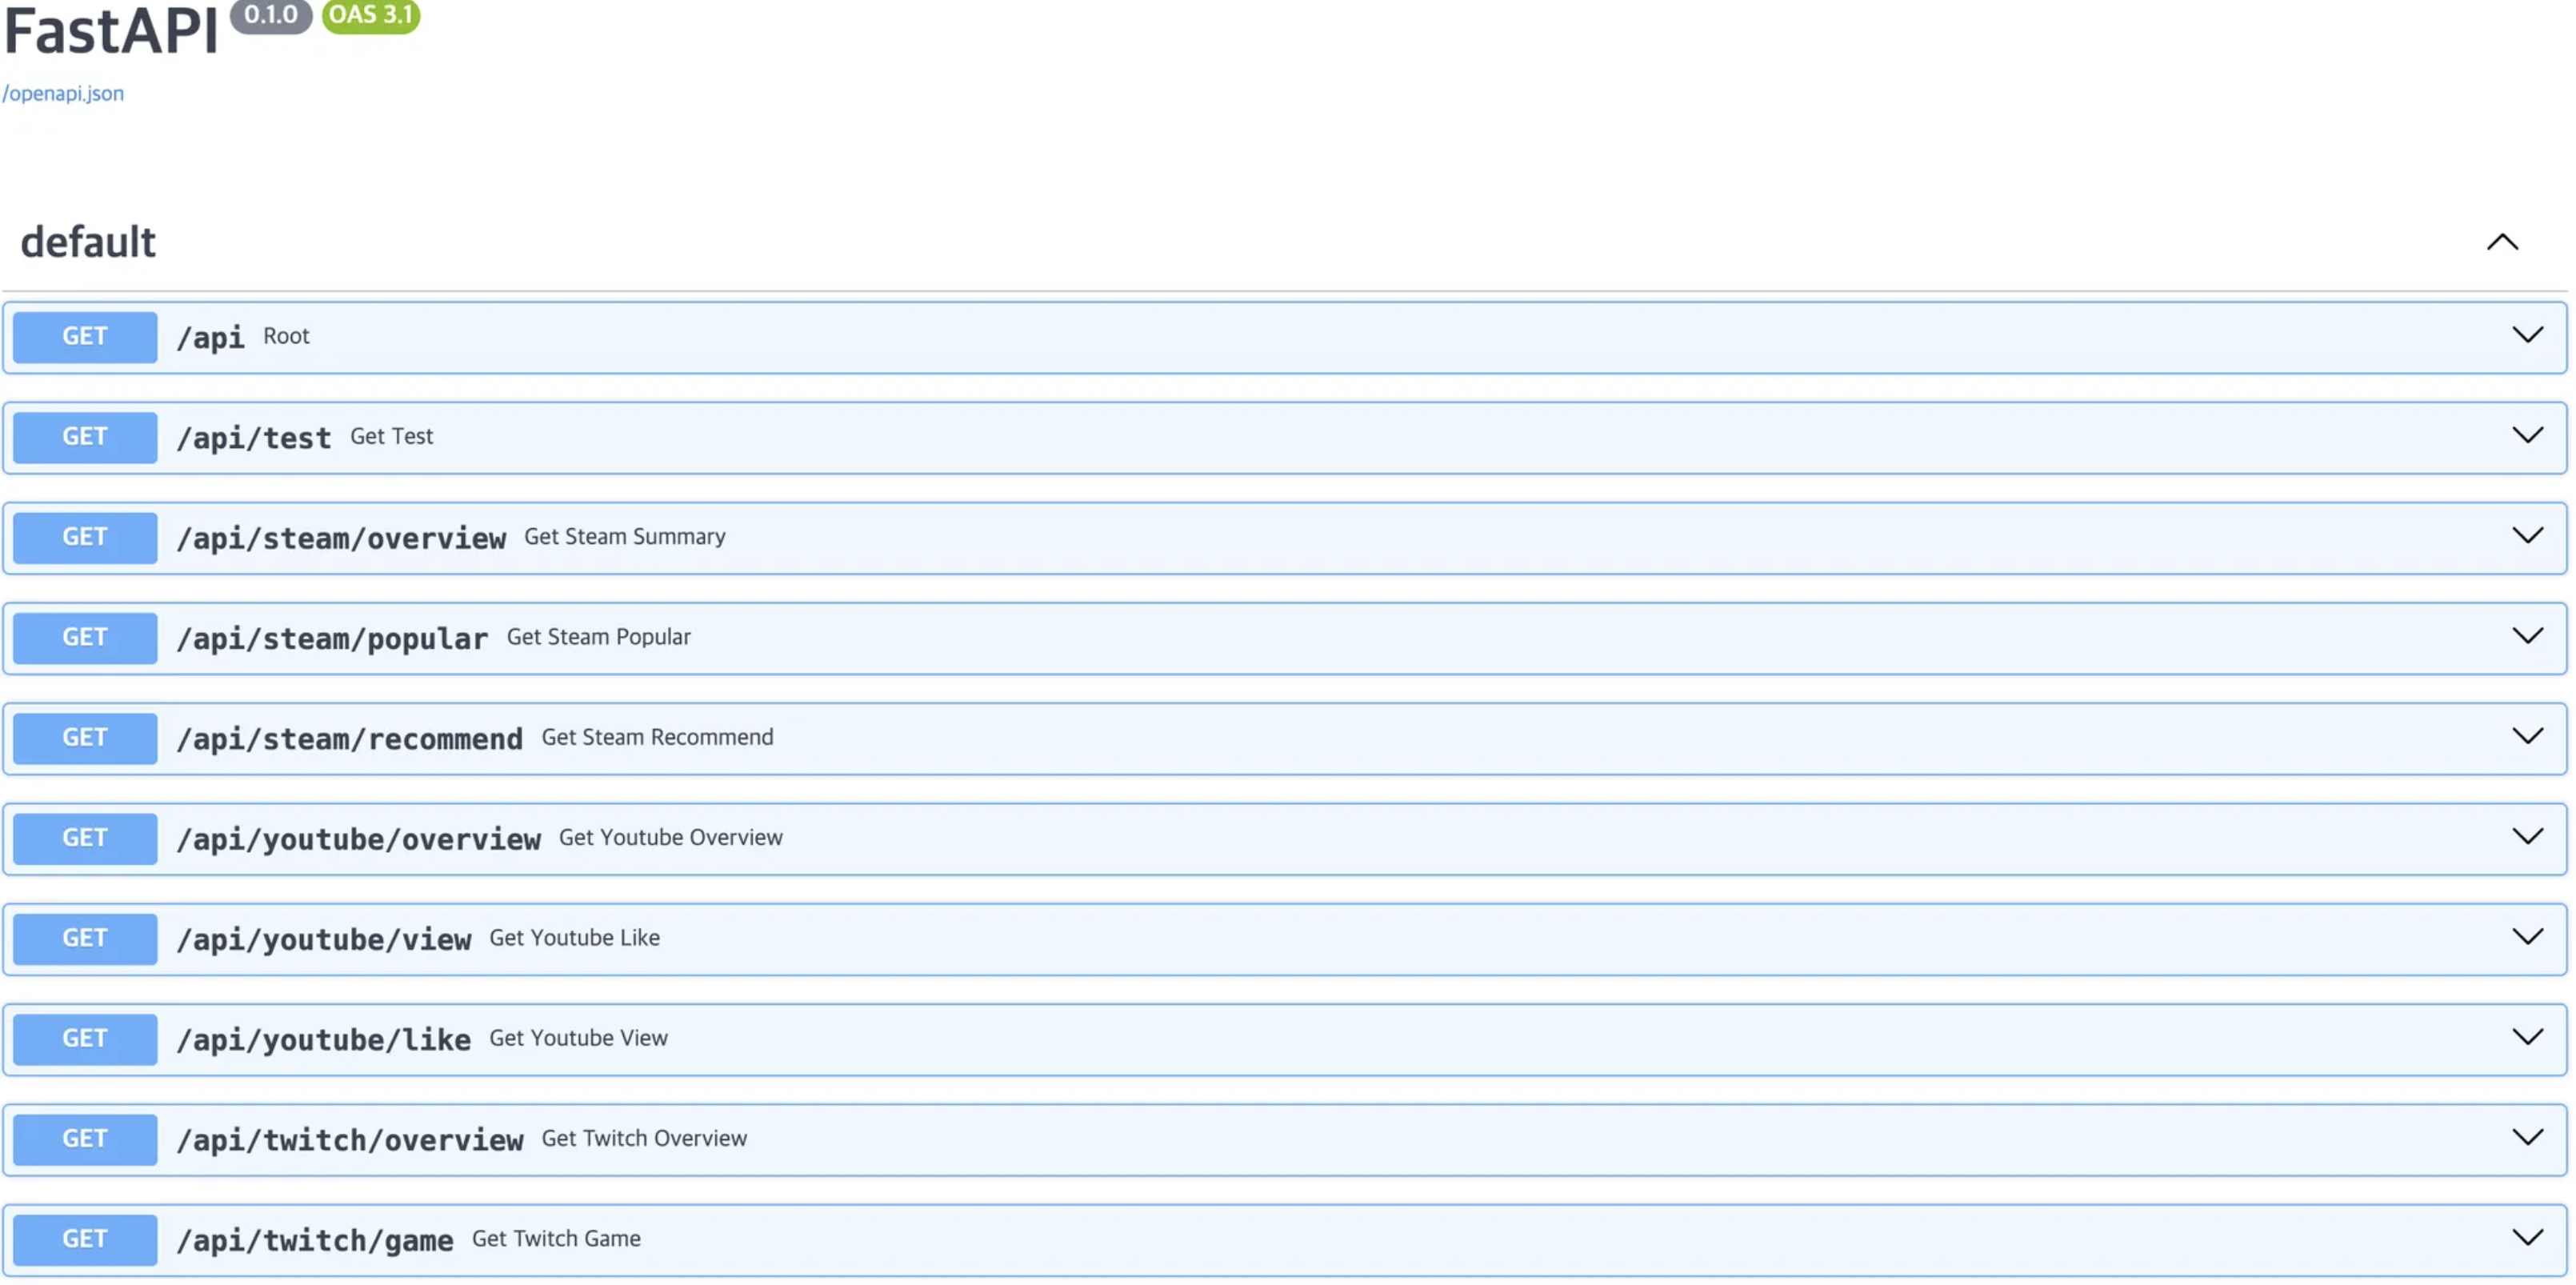 FastAPI 0.1.0 OAS 3.1
/openapi.json
default
GET /api Root
GET /api/test Get Test
GET /api/steam/overview Get Steam Summary
GET /api/steam/popular Get Steam Popular
GET /api/steam/recommend Get Steam Recommend
GET /api/youtube/overview Get Youtube Overview
GET /api/youtube/view Get Youtube Like
GET /api/youtube/like Get Youtube View
GET /api/twitch/overview Get Twitch Overview
GET /api/twitch/game Get Twitch Game